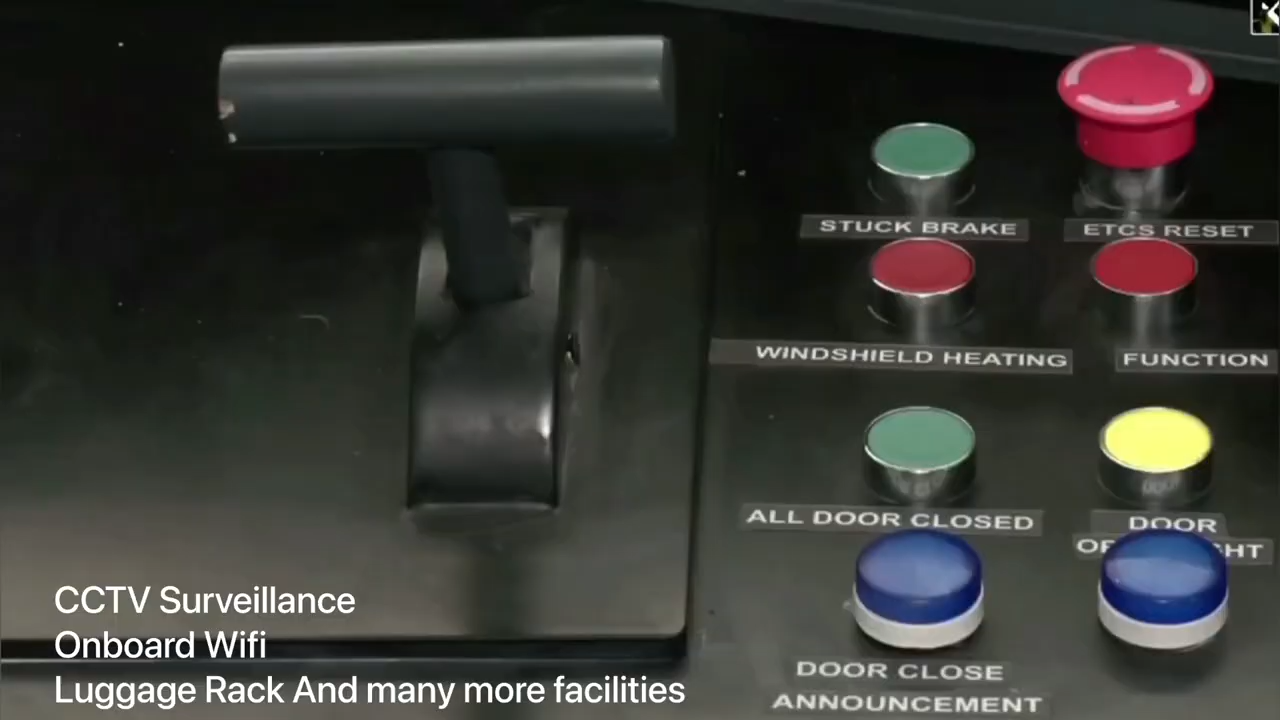 STUCK BRAKE
ETCS RESET
WINDSHIELD HEATING
FUNCTION
ALL DOOR CLOSED
DOOR
DOOR CLOSE
ANNOUNCEMENT
CCTV Surveillance
Onboard Wifi
Luggage Rack And many more facilities